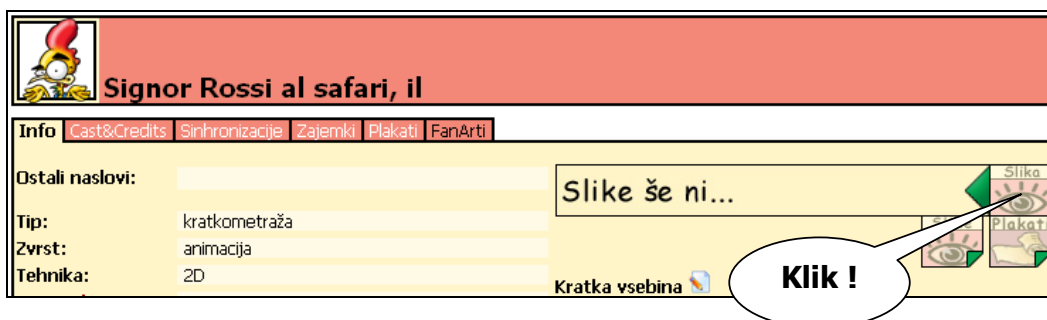 Signor Rossi al safari, il
Info Cast&Credits Sinhronizacije Zajemki Plakati FanArti
Ostali naslovi:
Slike še ni...
Slika
Tip: kratkometraža
Plakati
Zvrst: animacija
Tehnika: 2D
Kratka vsebina
Klik !